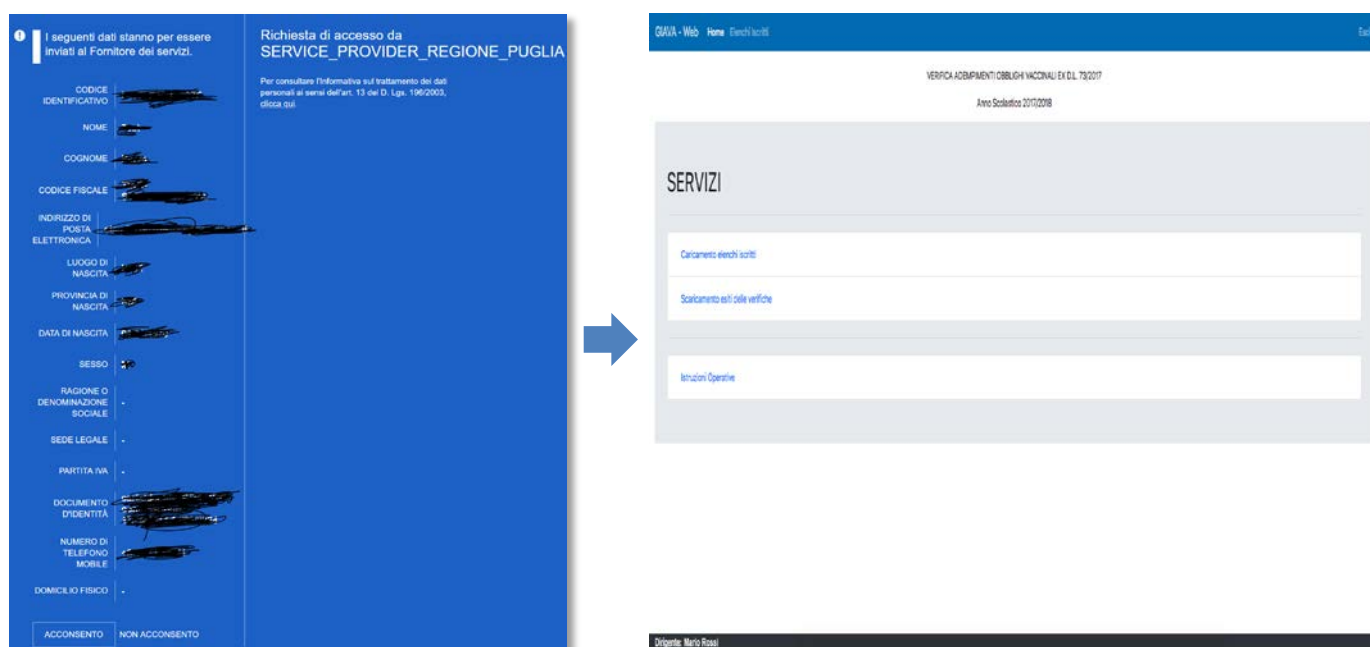 I seguenti dati stanno per essere
inviati al Fornitore dei servizi.
CODICE
IDENTIFICATIVO
NOME
COGNOME
CODICE FISCALE
INDIRIZZO DI
POSTA
ELETTRONICA
LUOGO DI
NASCITA
PROVINCIA DI
NASCITA
DATA DI NASCITA
SESSO
RAGIONE O
DENOMINAZIONE
SOCIALE
-
SEDE LEGALE -
PARTITA IVA -
DOCUMENTO
D'IDENTITÀ
NUMERO DI
TELEFONO
MOBILE
DOMICILIO FISICO -
ACCONSENTO NON ACCONSENTO
Richiesta di accesso da
SERVICE_PROVIDER_REGIONE_PUGLIA
Per consultare l'Informativa sul trattamento dei dati
personali ai sensi dell'art. 13 del D. Lgs. 196/2003,
clicca qui.
GIAVA - Web Home Elenchi Iscritti
VERIFICA ADEMPIMENTI OBBLIGHI VACCINALI EX D.L. 73/2017
Anno Scolastico 2017/2018
SERVIZI
Caricamento elenchi iscritti
Scaricamento esiti delle verifiche
Istruzioni Operative
Dirigente: Mario Rossi